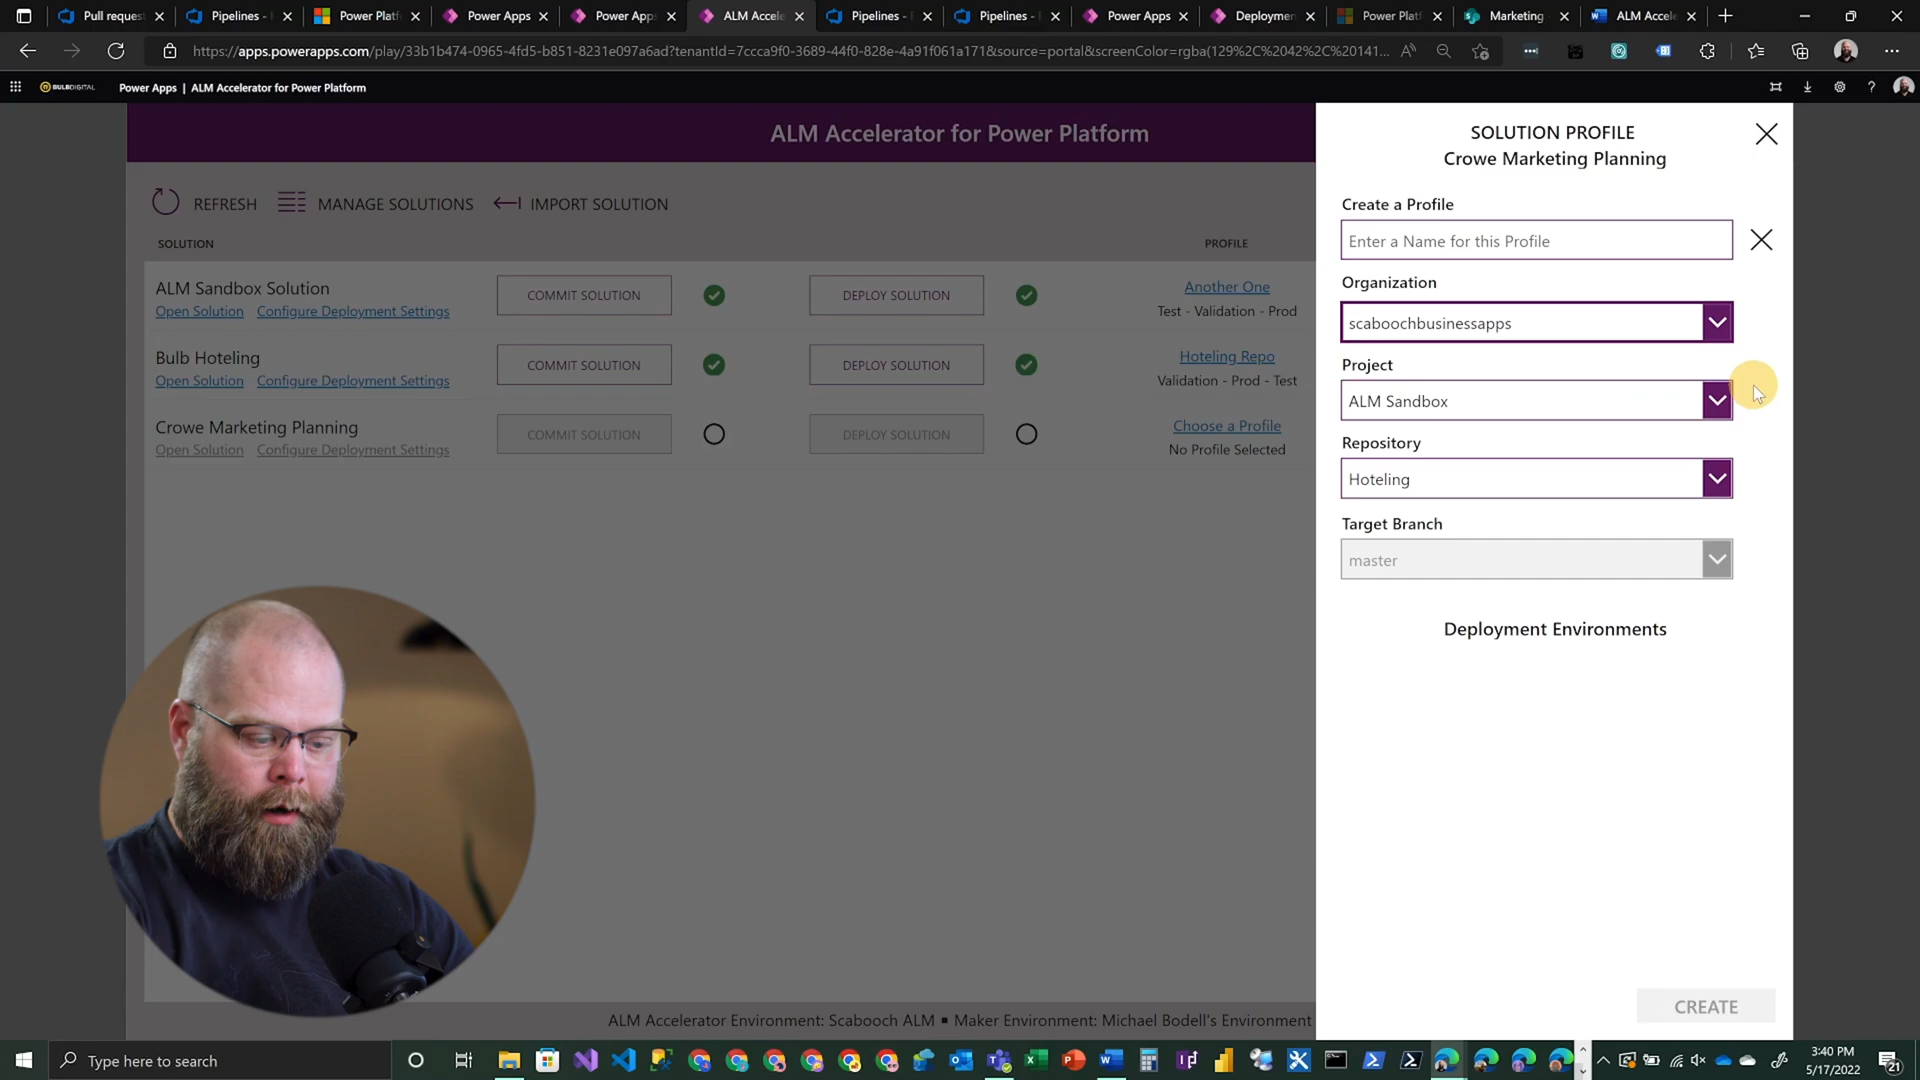 Pull reques
Pipelines -
Power Platf
Power Apps
Power Apps
ALM Accele
Pipelines -
Pipelines - R
Power Apps
Deploymen
Power Platf
Marketing
ALM Accele
https://apps.powerapps.com/play/33b1b474-0965-4fd5-b851-8231e097a6ad?tenantId=7ccca9f0-3689-44f0-828e-4a91f061a171&source=portal&screenColor=rgba(129%2C%2042%2C%20141...
BULBDIGITAL Power Apps | ALM Accelerator for Power Platform
ALM Accelerator for Power Platform
REFRESH MANAGE SOLUTIONS IMPORT SOLUTION
SOLUTION PROFILE
ALM Sandbox Solution
Open Solution Configure Deployment Settings
COMMIT SOLUTION DEPLOY SOLUTION
Another One
Test - Validation - Prod
Bulb Hoteling
Open Solution Configure Deployment Settings
COMMIT SOLUTION DEPLOY SOLUTION
Hoteling Repo
Validation - Prod - Test
Crowe Marketing Planning
Open Solution Configure Deployment Settings
COMMIT SOLUTION DEPLOY SOLUTION
Choose a Profile
No Profile Selected
SOLUTION PROFILE
Crowe Marketing Planning
Create a Profile
Enter a Name for this Profile
Organization
scaboochbusinessapps
Project
ALM Sandbox
Repository
Hoteling
Target Branch
master
Deployment Environments
CREATE
ALM Accelerator Environment: Scabooch ALM ▪ Maker Environment: Michael Bodell's Environment
Type here to search
3:40 PM
5/17/2022
21